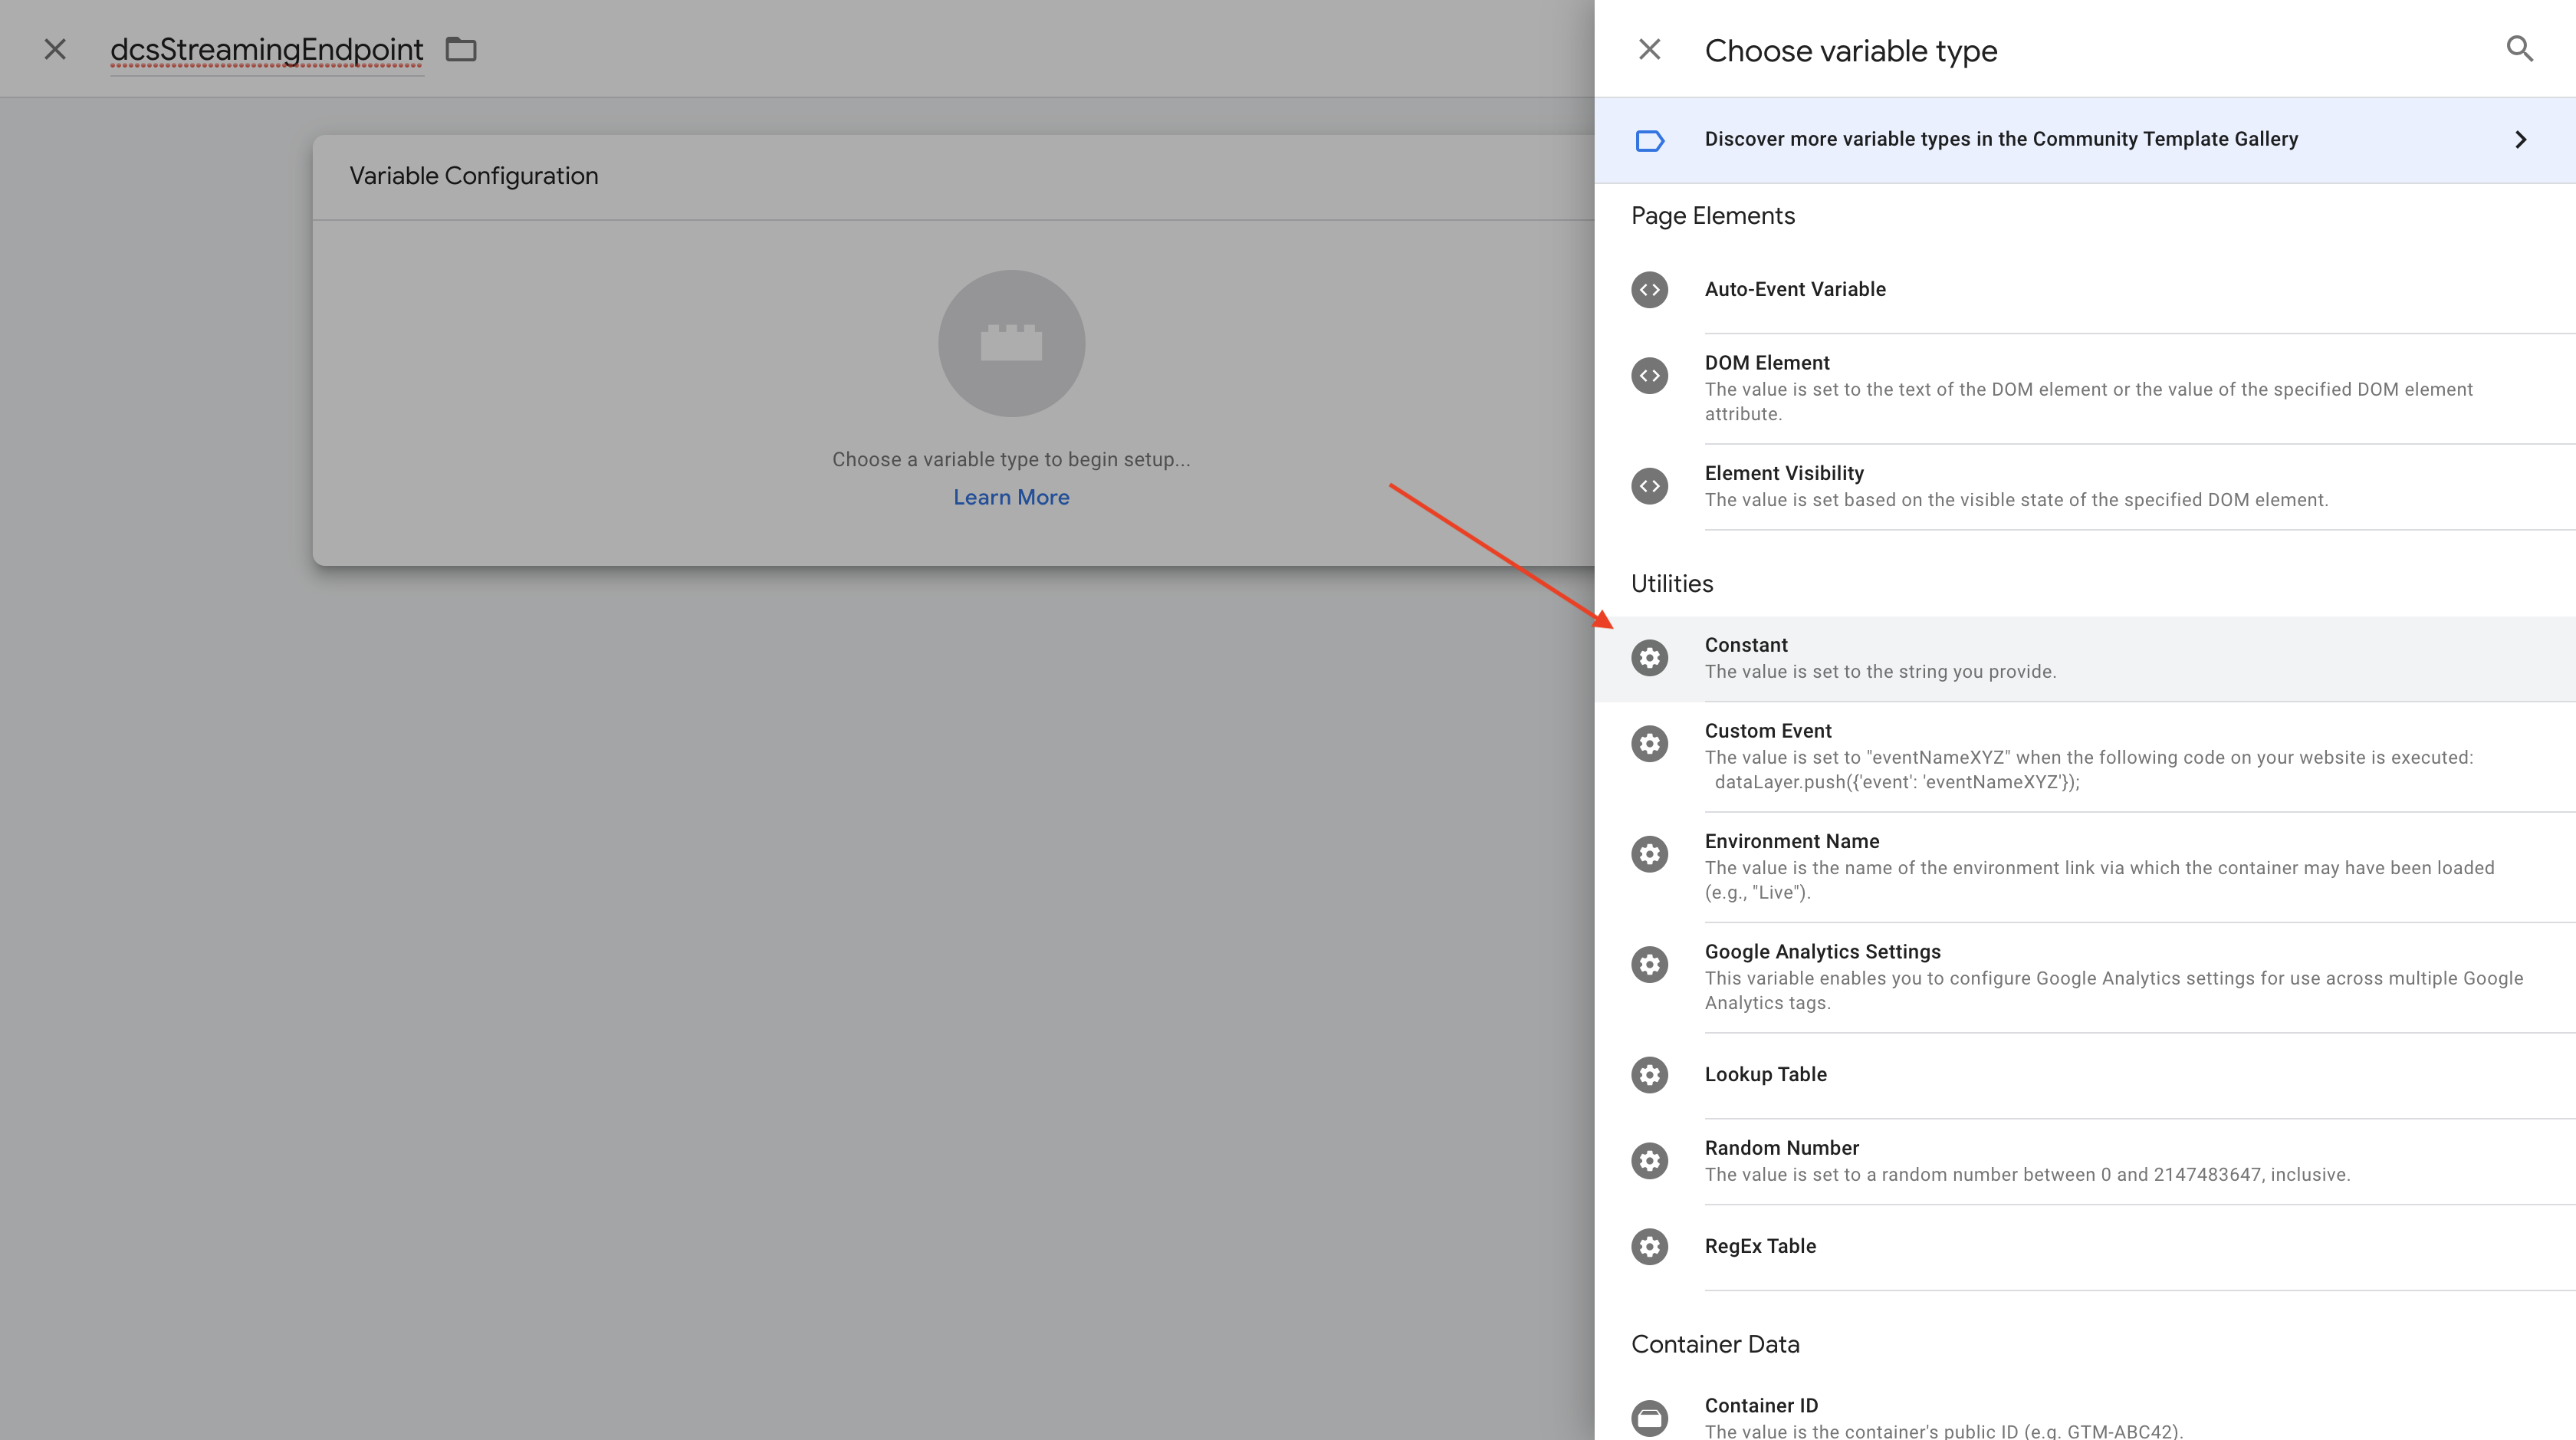 dcsStreamingEndpoint
Variable Configuration
Choose a variable type to begin setup...
Learn More
Choose variable type
Discover more variable types in the Community Template Gallery
Page Elements
Auto-Event Variable
DOM Element
The value is set to the text of the DOM element or the value of the specified DOM element
attribute.
Element Visibility
The value is set based on the visible state of the specified DOM element.
Utilities
Constant
The value is set to the string you provide.
Custom Event
The value is set to "eventNameXYZ" when the following code on your website is executed:
dataLayer.push({'event': 'eventNameXYZ'});
Environment Name
The value is the name of the environment link via which the container may have been loaded
(e.g., "Live").
Google Analytics Settings
This variable enables you to configure Google Analytics settings for use across multiple Google
Analytics tags.
Lookup Table
Random Number
The value is set to a random number between 0 and 2147483647, inclusive.
RegEx Table
Container Data
Container ID
The value is the container's public ID (e.g. GTM-ABC42).